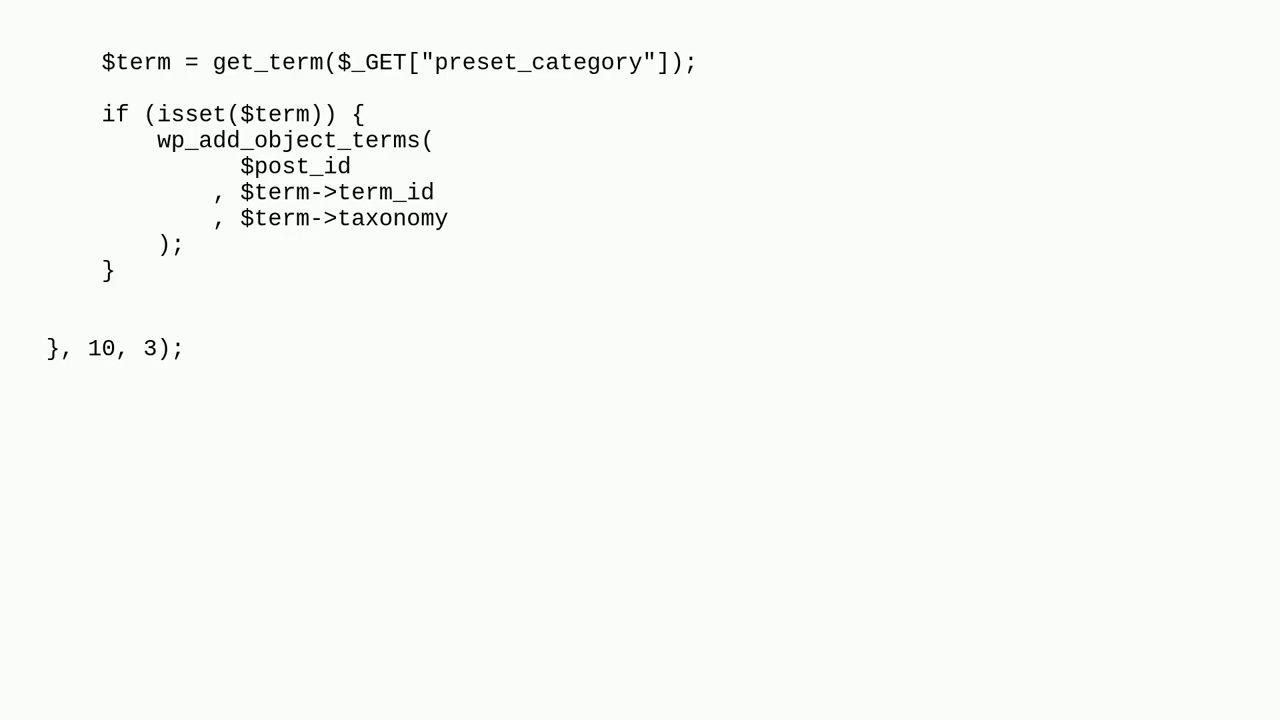 $term = get_term($_GET["preset_category"]);
if (isset($term)) {
wp_add_object_terms(
$post_id
, $term->term_id
, $term->taxonomy
);
}
}, 10, 3);